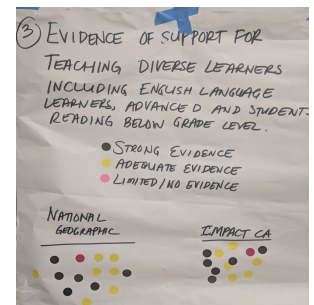 ③ EVIDENCE OF SUPPORT FOR
TEACHING DIVERSE LEARNERS
INCLUDING ENGLISH LANGUAGE
LEARNERS, ADVANCED AND STUDENTS
READING BELOW GRADE LEVEL.
STRONG EVIDENCE
ADEQUATE EVIDENCE
LIMITED/NO EVIDENCE
NATIONAL
GEOGRAPHIC
IMPACT CA